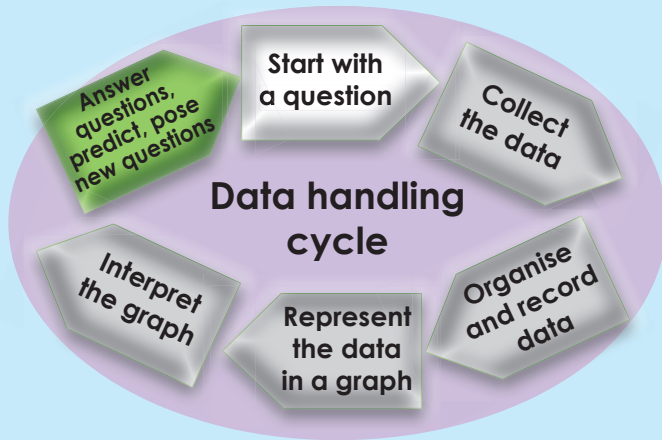 Start with
a question
Collect
the data
Organise
and record
data
Represent
the data
in a graph
Interpret
the graph
Answer
questions,
predict, pose
new questions
Data handling
cycle